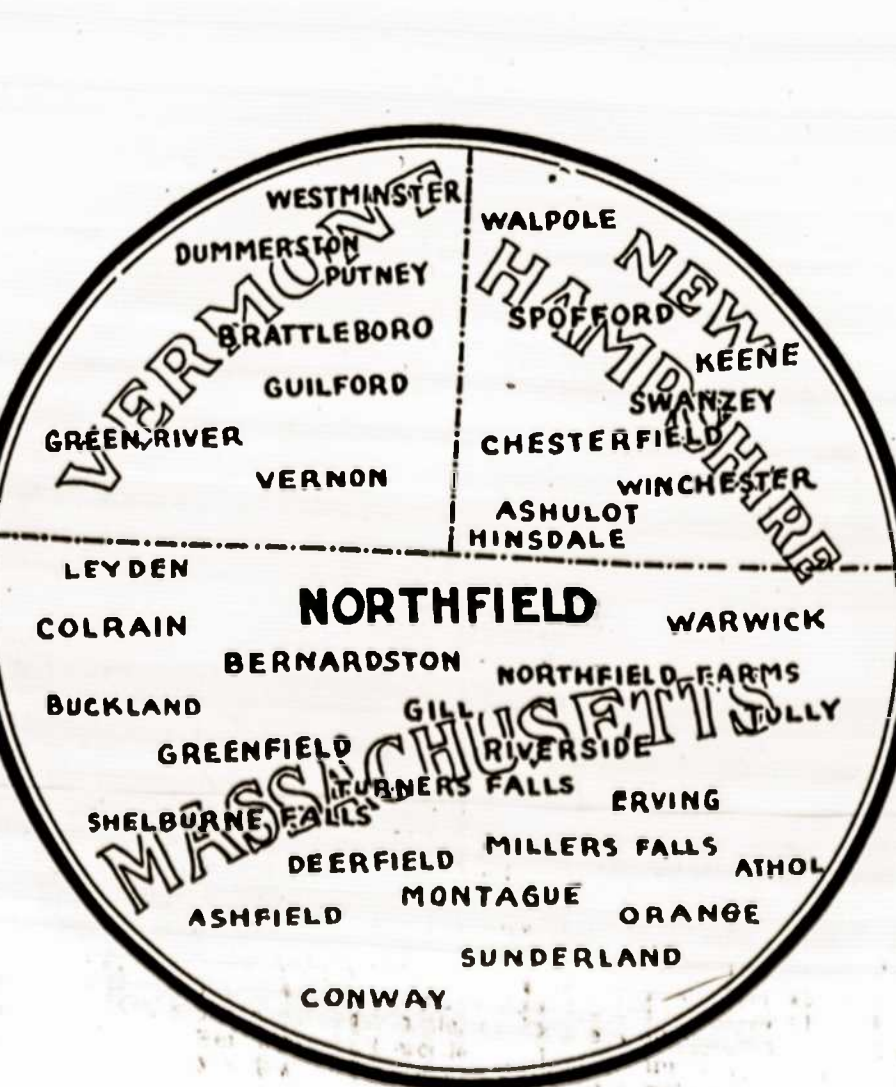 VERMONT
WESTMINSTER
DUMMERSTON
PUTNEY
BRATTLEBORO
GUILFORD
GREEN RIVER
VERNON
NEW
HAMPSHIRE
WALPOLE
SPOFFORD
KEENE
SWANZEY
CHESTERFIELD
WINCHESTER
ASHULOT
HINSDALE
LEYDEN
NORTHFIELD
COLRAIN
WARWICK
BERNARDSTON
NORTHFIELD FARMS
BUCKLAND
GILL
TULLY
MASSACHUSETTS
GREENFIELD
RIVERSIDE
TURNERS FALLS
ERVING
SHELBURNE FALLS
MILLERS FALLS
DEERFIELD
ATHOL
MONTAGUE
ASHFIELD
ORANGE
SUNDERLAND
CONWAY